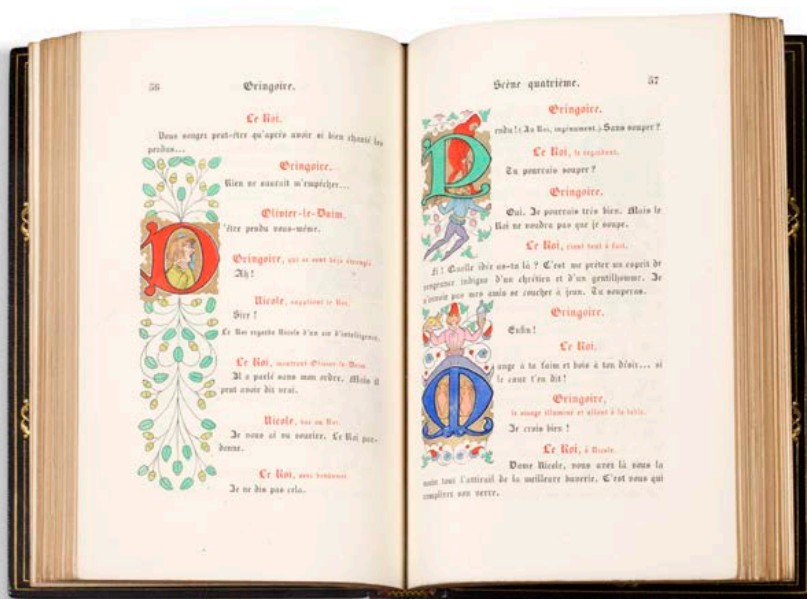 56
Gringoire.
Le Roi.
Vous songez peut-être qu'après avoir si bien chanté les
pendus...
Gringoire.
Rien ne saurait m'empêcher...
Olivier-le-Daim.
D'être pendu vous-même.
Gringoire, qui se sent déjà étranglé
Ah !
Nicole, suppliant le Roi.
Sire !
Le Roi regarde Nicole d'un air d'intelligence.
Le Roi, montrant Olivier-le-Daim
Il a parlé sans mon ordre. Mais il
peut avoir dit vrai.
Nicole, bas au Roi.
Je vous ai vu sourire. Le Roi par-
donne.
Le Roi, avec bonhomie
Je ne dis pas cela.
Scène quatrième.
57
Gringoire.
Pendu ! (Au Roi, ingénument.) Sans souper ?
Le Roi, le regardant.
Tu pourrais souper ?
Gringoire.
Oui. Je pourrais très bien. Mais le
Roi ne voudra pas que je soupe.
Le Roi, riant tout à fait.
Si ! Quelle idée as-tu là ? C'est me prêter un esprit de
vengeance indigne d'un chrétien et d'un gentilhomme. Je
n'envoie pas mes amis se coucher à jeun. Tu souperas.
Gringoire.
Enfin !
Le Roi.
Mange à ta faim et bois à ton désir... si
le cœur t'en dit !
Gringoire,
le visage illuminé et allant à la table.
Je crois bien !
Le Roi, à Nicole.
Dame Nicole, vous avez là sous la
main tout l'attirail de la meilleure buverie. C'est vous qui
remplirez son verre.